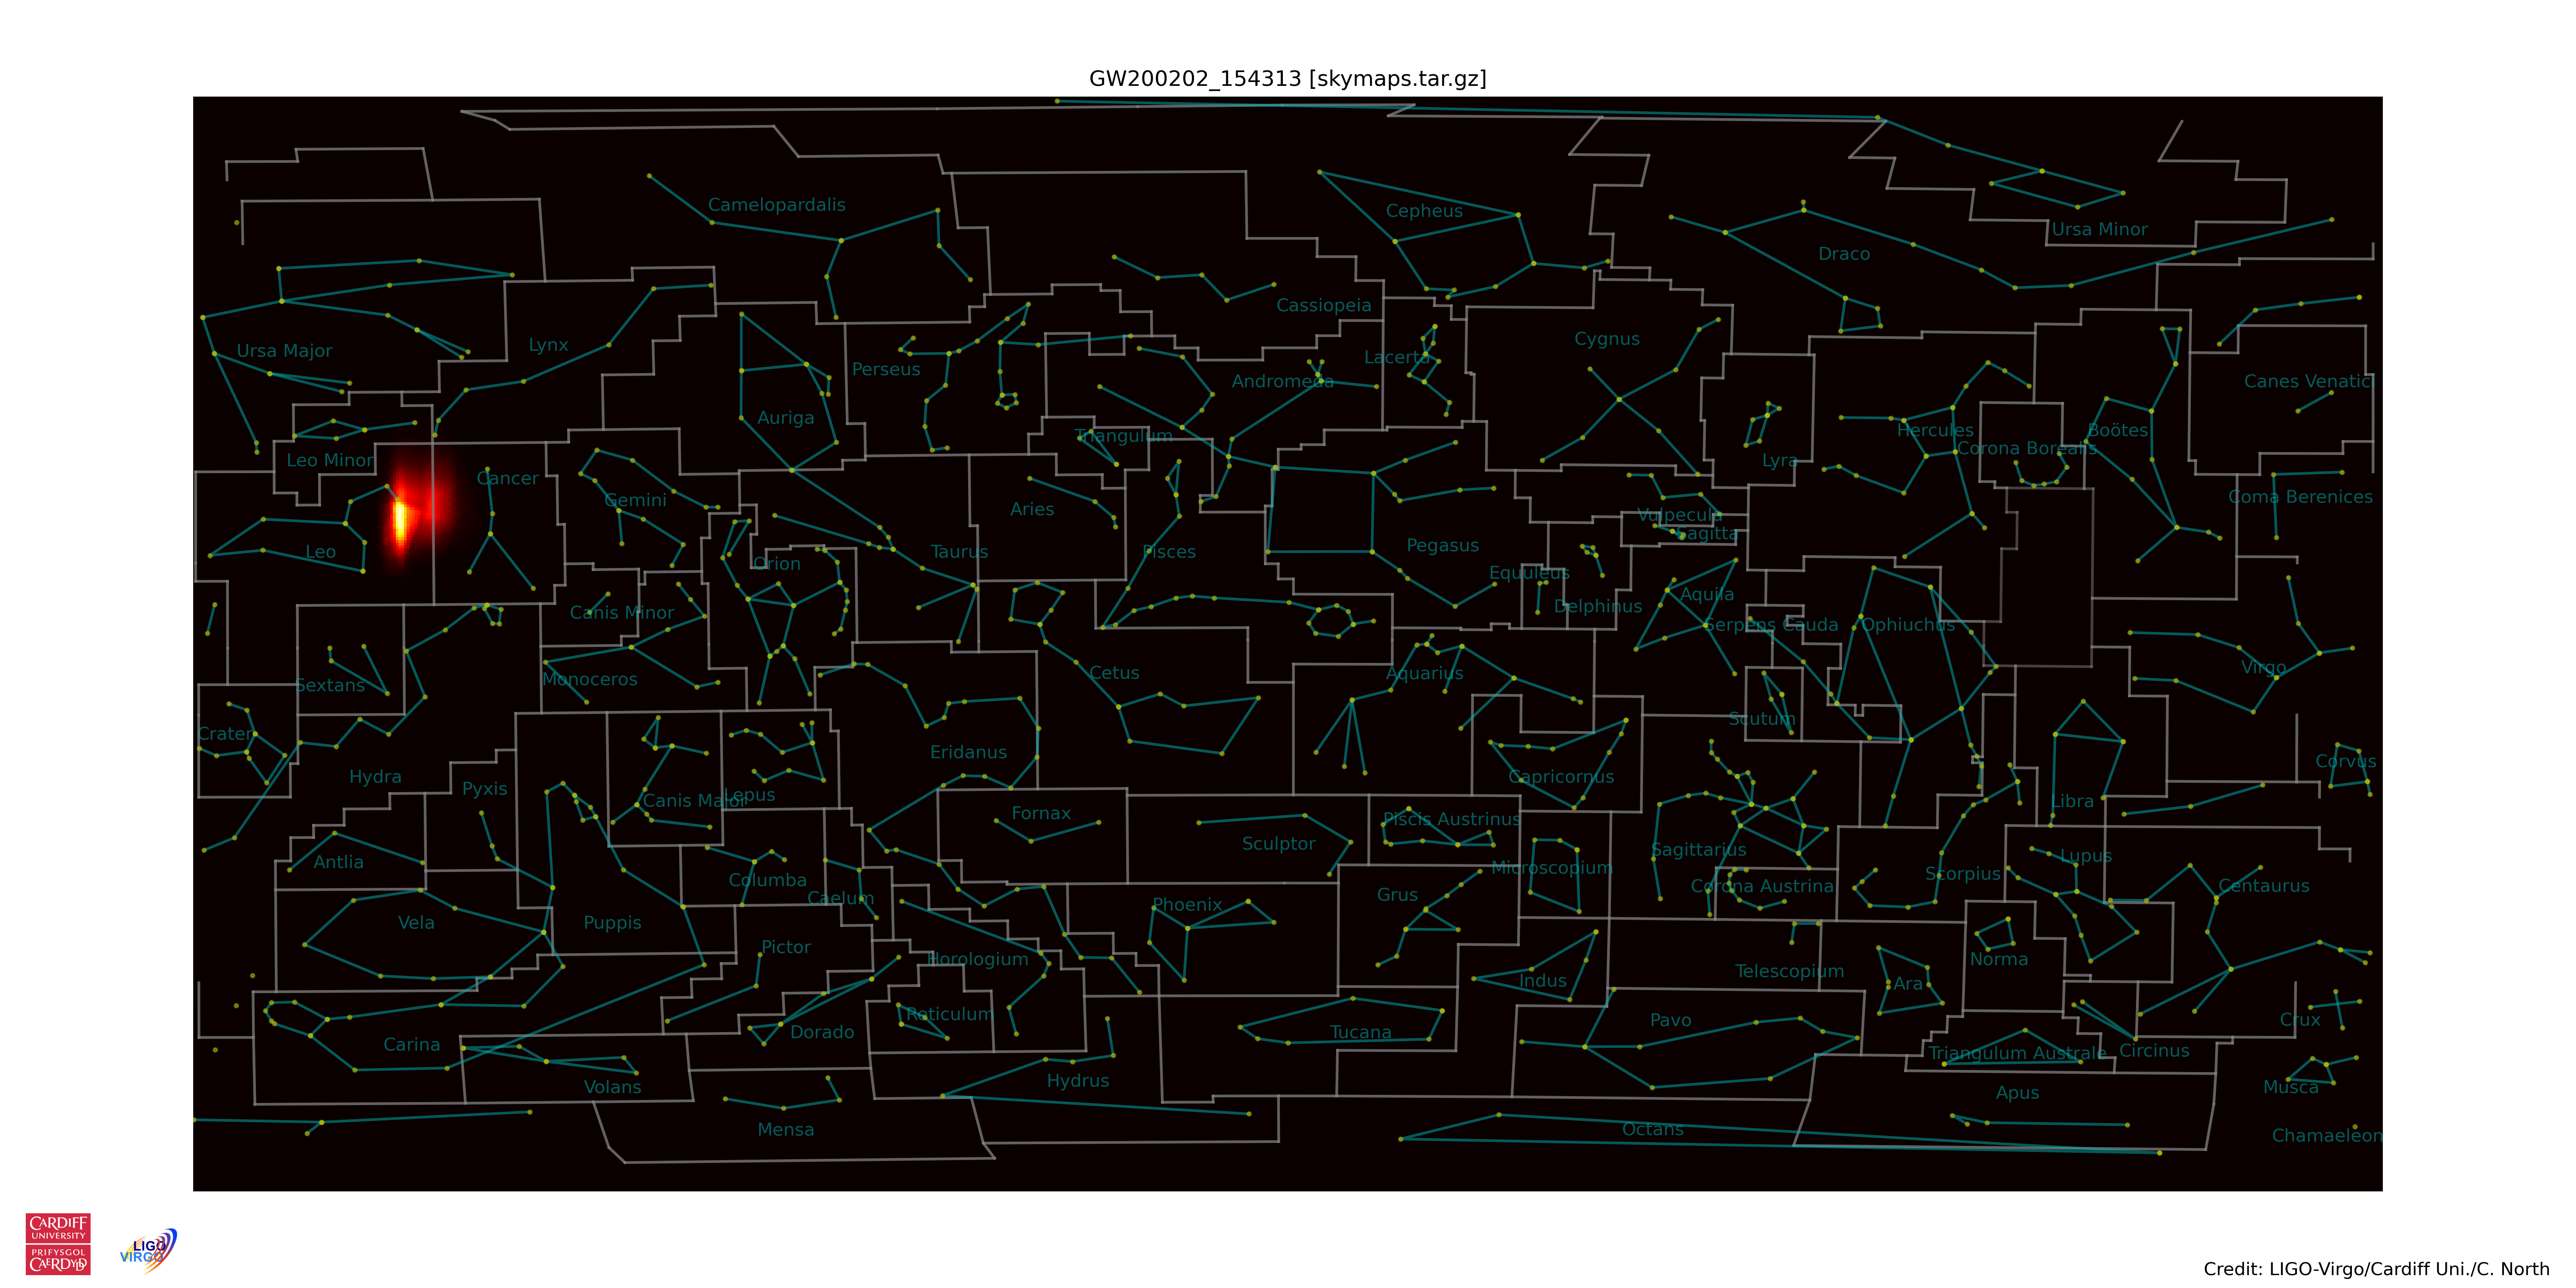 GW200202_154313 [skymaps.tar.gz]
Camelopardalis
Cepheus
Ursa Minor
Draco
Cassiopeia
Ursa Major
Lynx
Cygnus
Lacerta
Perseus
Andromeda
Canes Venatici
Auriga
Triangulum
Hercules
Boötes
Corona Borealis
Leo Minor
Lyra
Cancer
Gemini
Coma Berenices
Aries
Vulpecula
Sagitta
Leo
Taurus
Pisces
Pegasus
Orion
Equuleus
Aquila
Delphinus
Canis Minor
Serpens Cauda
Ophiuchus
Virgo
Cetus
Aquarius
Monoceros
Sextans
Scutum
Crater
Eridanus
Corvus
Hydra
Capricornus
Pyxis
Lepus
Canis Major
Libra
Fornax
Piscis Austrinus
Sculptor
Sagittarius
Lupus
Antlia
Microscopium
Scorpius
Columba
Corona Austrina
Centaurus
Grus
Caelum
Phoenix
Vela
Puppis
Pictor
Horologium
Norma
Telescopium
Indus
Ara
Reticulum
Pavo
Crux
Dorado
Tucana
Carina
Circinus
Triangulum Australe
Hydrus
Volans
Musca
Apus
Mensa
Octans
Chamaeleon
CARDIFF
UNIVERSITY
PRIFYSGOL
CAERDYDD
LIGO
VIRGO
Credit: LIGO-Virgo/Cardiff Uni./C. North